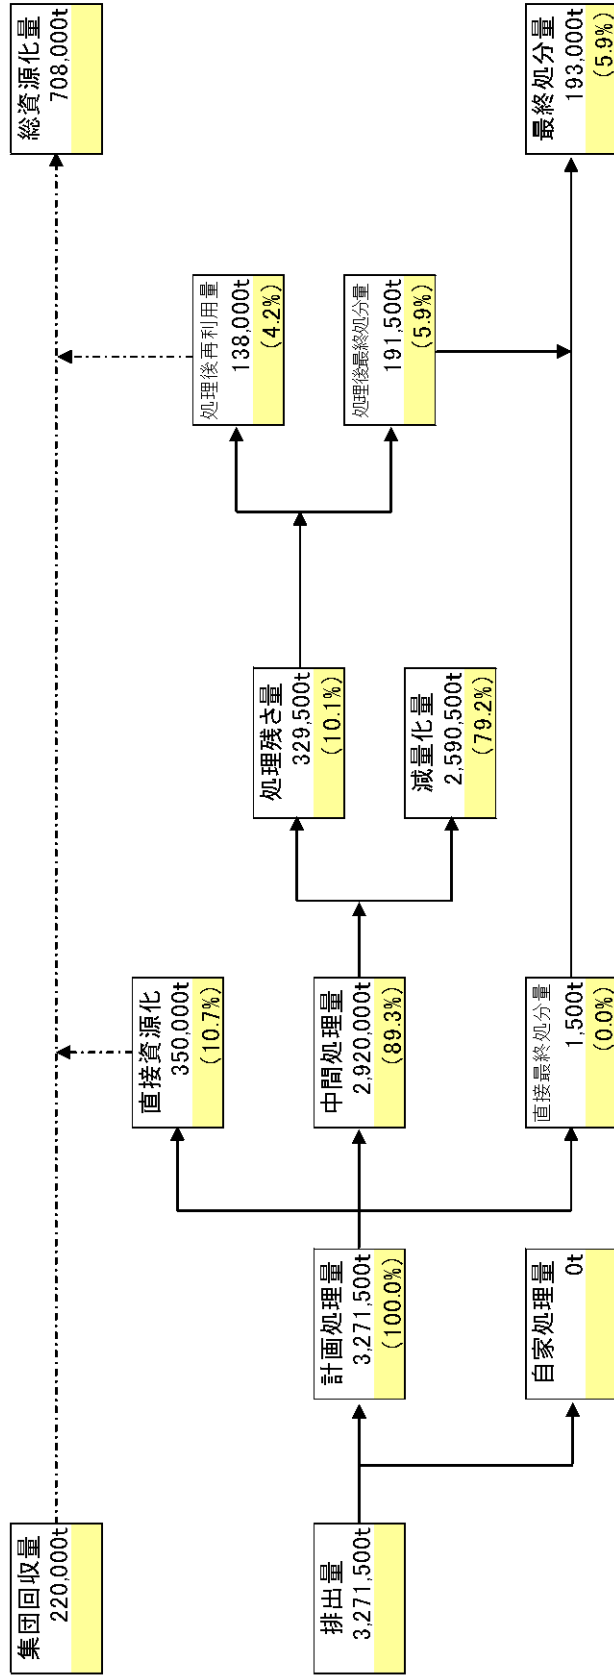 集団回収量
220,000t
総資源化量
708,000t
直接資源化
350,000t
(10.7%)
処理後再利用量
138,000t
(4.2%)
処理残さ量
329,500t
(10.1%)
排出量
3,271,500t
計画処理量
3,271,500t
(100.0%)
中間処理量
2,920,000t
(89.3%)
処理後最終処分量
191,500t
(5.9%)
減量化量
2,590,500t
(79.2%)
自家処理量
0t
直接最終処分量
1,500t
(0.0%)
最終処分量
193,000t
(5.9%)